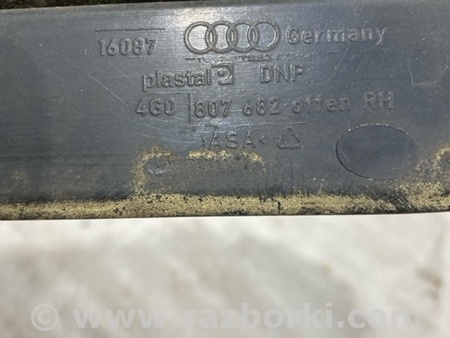 16087 Germany
plastal DNP
4G0 807 682 offen RH
>ASA<
© www.razborki.com